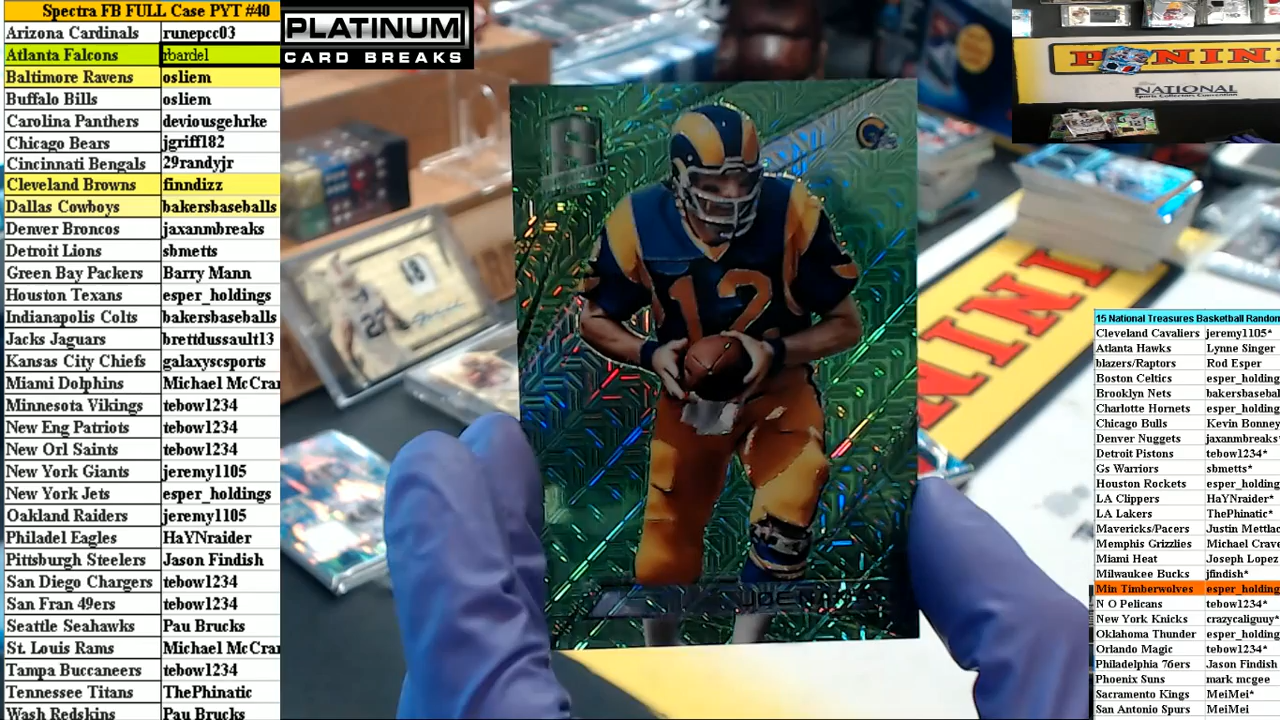 Spectra FB FULL Case PYT #40
Arizona Cardinals runepcc03
Atlanta Falcons rbardel
Baltimore Ravens osliem
Buffalo Bills osliem
Carolina Panthers deviousgehrke
Chicago Bears jgriff182
Cincinnati Bengals 29randyjr
Cleveland Browns finndizz
Dallas Cowboys bakersbaseballs
Denver Broncos jaxanmbreaks
Detroit Lions sbmetts
Green Bay Packers Barry Mann
Houston Texans esper_holdings
Indianapolis Colts bakersbaseballs
Jacks Jaguars brettdussault13
Kansas City Chiefs galaxyscsports
Miami Dolphins Michael McCra
Minnesota Vikings tebow1234
New Eng Patriots tebow1234
New Orl Saints tebow1234
New York Giants jeremy1105
New York Jets esper_holdings
Oakland Raiders jeremy1105
Philadel Eagles HaYNraider
Pittsburgh Steelers Jason Findish
San Diego Chargers tebow1234
San Fran 49ers tebow1234
Seattle Seahawks Pau Brucks
St. Louis Rams Michael McCra
Tampa Buccaneers tebow1234
Tennessee Titans ThePhinatic
Wash Redskins Pau Brucks
PLATINUM
CARD BREAKS
12
PANINI
NATIONAL
15 National Treasures Basketball Random
Cleveland Cavaliers jeremy1105*
Atlanta Hawks Lynne Singer
blazers/Raptors Rod Esper
Boston Celtics esper_holding
Brooklyn Nets bakersbasebal
Charlotte Hornets esper_holding
Chicago Bulls Kevin Bonney
Denver Nuggets jaxanmbreaks
Detroit Pistons tebow1234*
Gs Warriors sbmetts*
Houston Rockets esper_holding
LA Clippers HaYNraider*
LA Lakers ThePhinatic*
Mavericks/Pacers Justin Mettlac
Memphis Grizzlies Michael Crave
Miami Heat Joseph Lopez
Milwaukee Bucks jfindish*
Min Timberwolves esper_holding
N O Pelicans tebow1234*
New York Knicks crazycaliguuy*
Oklahoma Thunder esper_holding
Orlando Magic tebow1234*
Philadelphia 76ers Jason Findish
Phoenix Suns mark mcgee
Sacramento Kings MeiMei*
San Antonio Spurs MeiMei